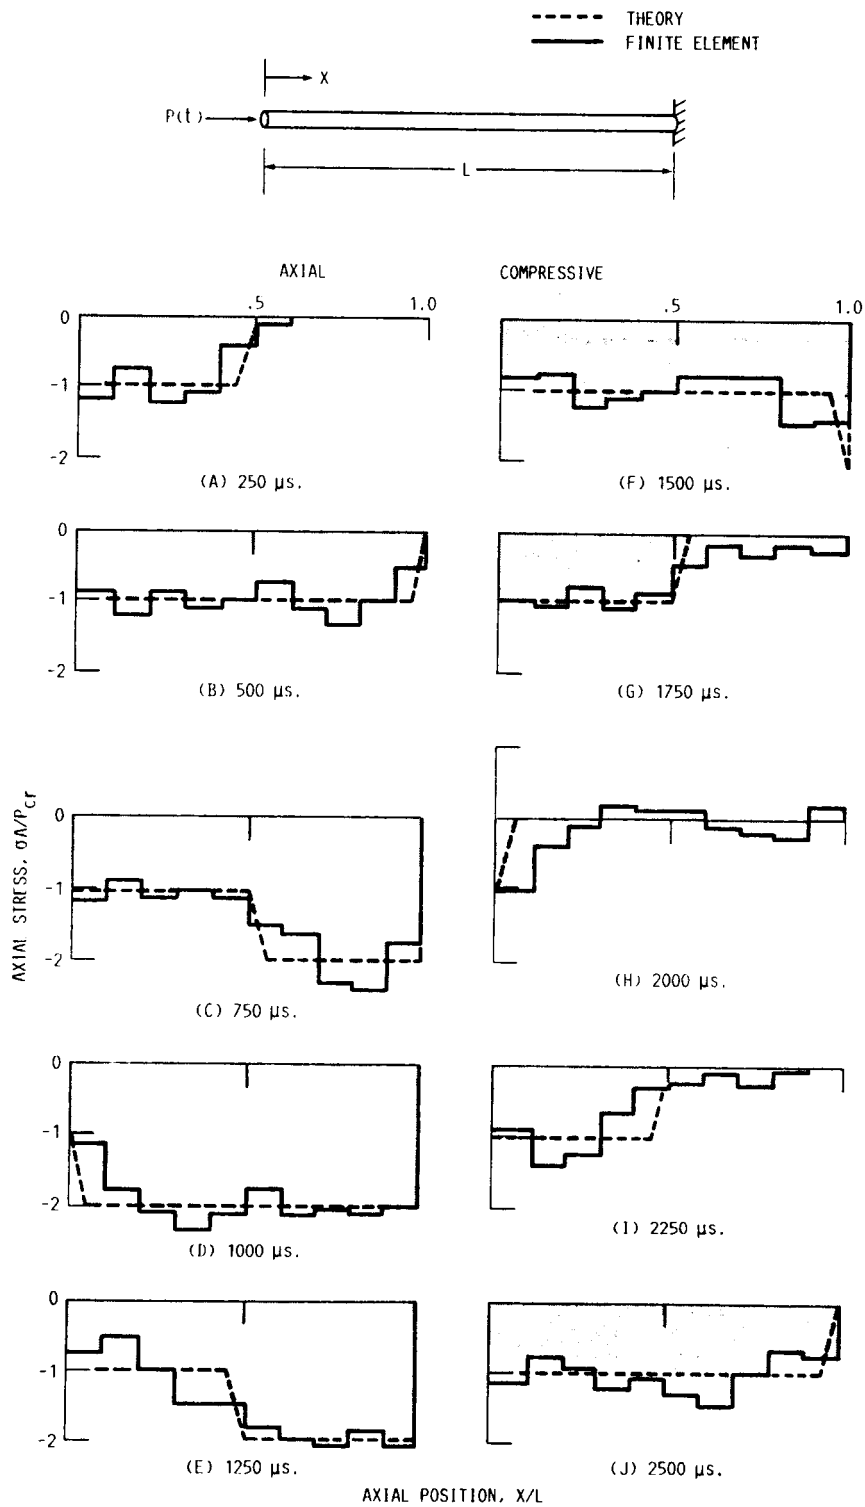 THEORY
FINITE ELEMENT
X
P(t)
L
AXIAL COMPRESSIVE
0 .5 1.0
-1
-2
(A) 250 µs.
.5 1.0
(F) 1500 µs.
0
-1
-2
(B) 500 µs.
(G) 1750 µs.
AXIAL STRESS, σA/Pcr
0
-1
-2
(C) 750 µs.
(H) 2000 µs.
0
-1
-2
(D) 1000 µs.
(I) 2250 µs.
0
-1
-2
(E) 1250 µs.
(J) 2500 µs.
AXIAL POSITION, X/L